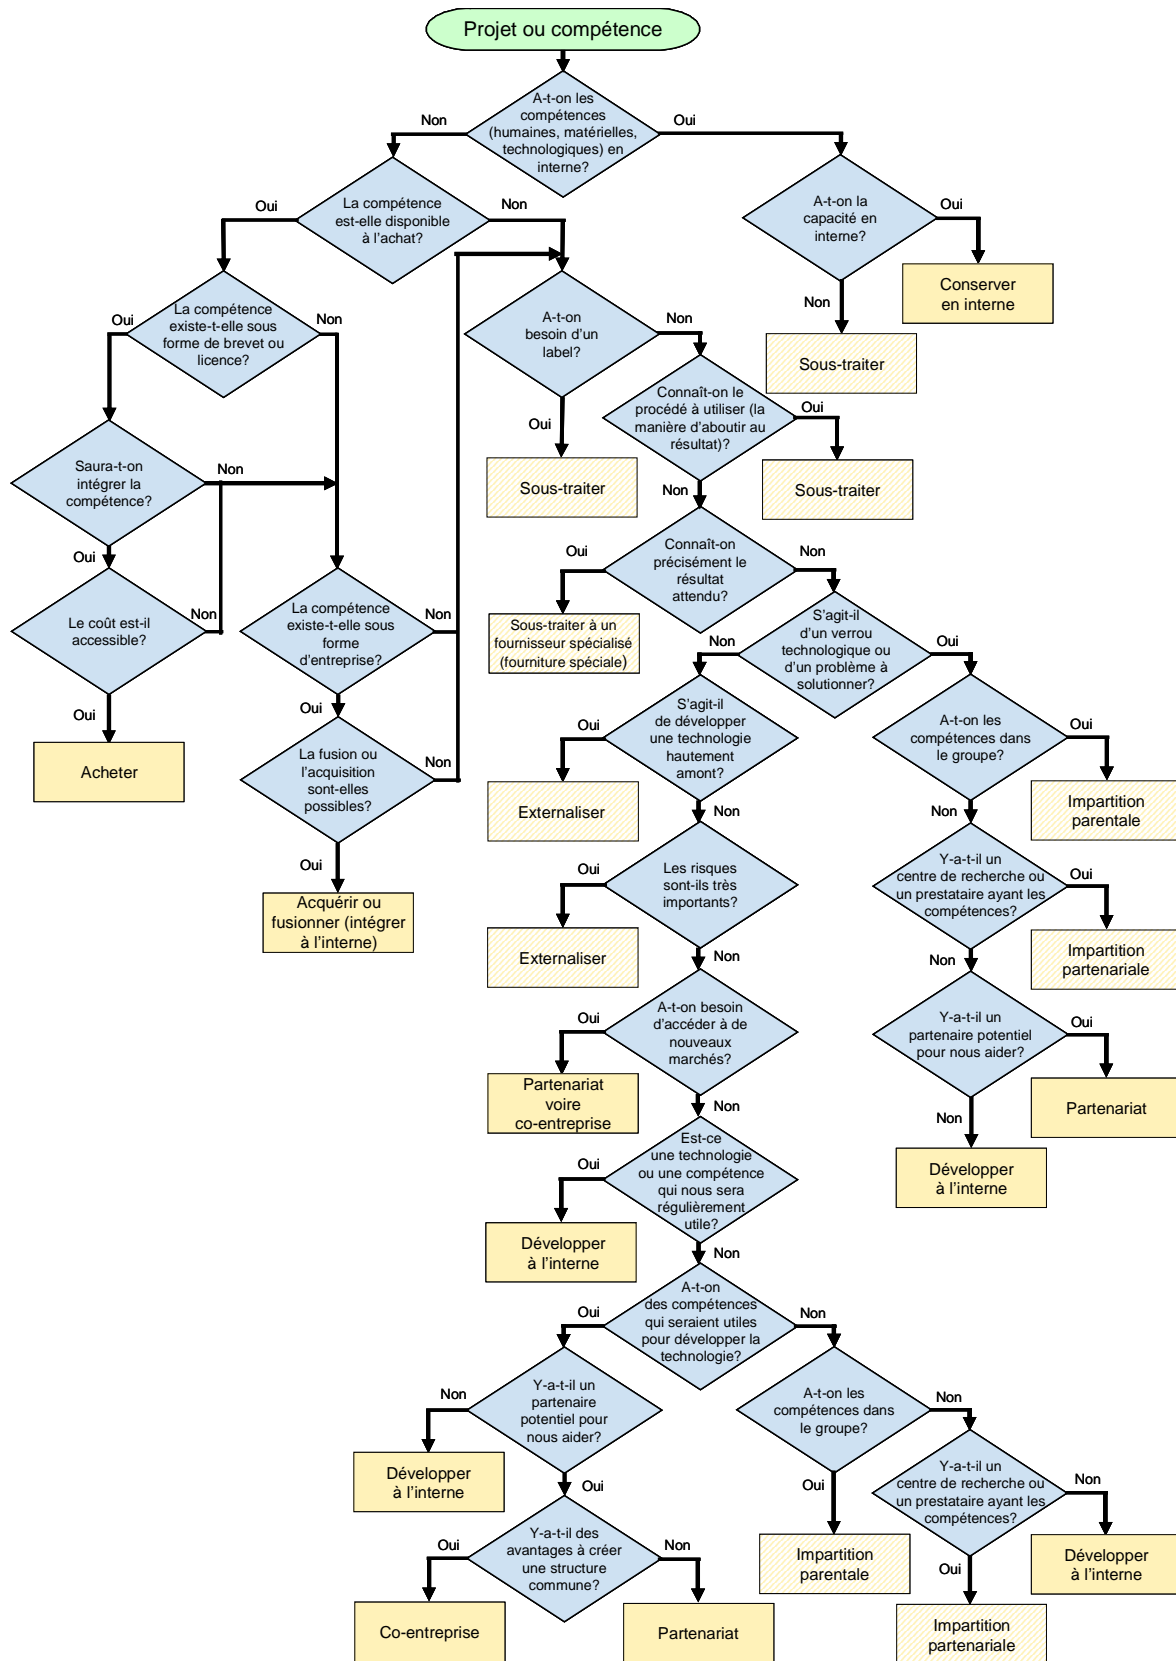 Projet ou compétence
A-t-on les
compétences
(humaines, matérielles,
technologiques) en
interne?
Non
Oui
La compétence
est-elle disponible
à l'achat?
Oui
Non
A-t-on la
capacité en
interne?
Oui
Non
Conserver
en interne
Sous-traiter
La compétence
existe-t-elle sous
forme de brevet ou
licence?
Oui
Non
A-t-on
besoin d'un
label?
Non
Oui
Sous-traiter
Connaît-on le
procédé à utiliser (la
manière d'aboutir au
résultat)?
Oui
Non
Sous-traiter
Saura-t-on
intégrer la
compétence?
Non
Oui
Le coût est-il
accessible?
Non
Oui
Acheter
La compétence
existe-t-elle sous
forme
d'entreprise?
Non
Oui
La fusion ou
l'acquisition
sont-elles
possibles?
Non
Oui
Acquérir ou
fusionner (intégrer
à l'interne)
Connaît-on
précisément le
résultat
attendu?
Oui
Non
Sous-traiter à un
fournisseur spécialisé
(fourniture spéciale)
S'agit-il
d'un verrou
technologique ou
d'un problème à
solutionner?
Non
Oui
S'agit-il
de développer
une technologie
hautement
amont?
Oui
Non
Externaliser
A-t-on les
compétences dans
le groupe?
Oui
Non
Impartition
parentale
Les risques
sont-ils très
importants?
Oui
Non
Externaliser
Y-a-t-il un
centre de recherche ou
un prestataire ayant les
compétences?
Oui
Non
Impartition
partenariale
A-t-on besoin
d'accéder à de
nouveaux
marchés?
Oui
Non
Partenariat
voire
co-entreprise
Y-a-t-il un
partenaire potentiel
pour nous aider?
Oui
Non
Partenariat
Développer
à l'interne
Est-ce
une technologie
ou une compétence
qui nous sera
régulièrement
utile?
Oui
Non
Développer
à l'interne
A-t-on
des compétences
qui seraient utiles
pour développer la
technologie?
Oui
Non
Y-a-t-il un
partenaire
potentiel pour
nous aider?
Non
Oui
Développer
à l'interne
A-t-on les
compétences dans
le groupe?
Non
Oui
Impartition
parentale
Y-a-t-il un
centre de recherche ou
un prestataire ayant les
compétences?
Non
Oui
Développer
à l'interne
Impartition
partenariale
Y-a-t-il des
avantages à créer
une structure
commune?
Oui
Non
Co-entreprise
Partenariat